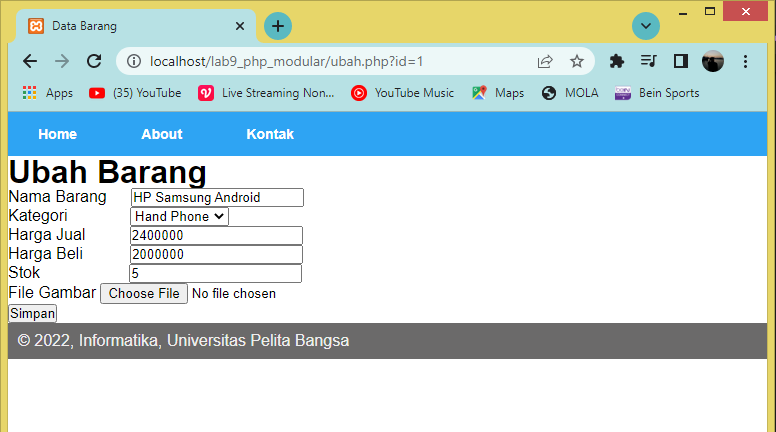 Data Barang
localhost/lab9_php_modular/ubah.php?id=1
Apps (35) YouTube Live Streaming Non... YouTube Music Maps MOLA Bein Sports
Home About Kontak
Ubah Barang
Nama Barang HP Samsung Android
Kategori Hand Phone
Harga Jual 2400000
Harga Beli 2000000
Stok 5
File Gambar Choose File No file chosen
Simpan
© 2022, Informatika, Universitas Pelita Bangsa